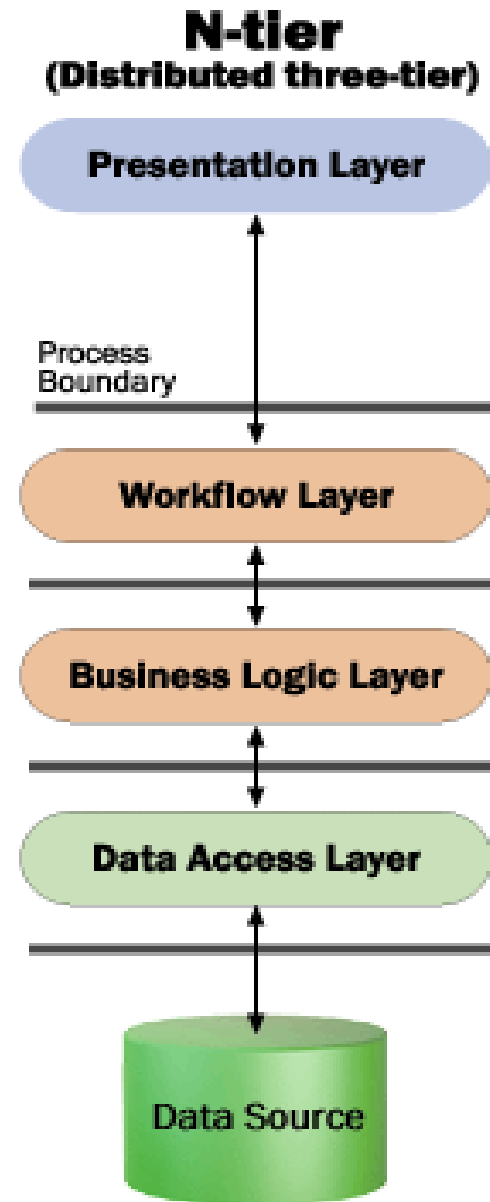 N-tier
(Distributed three-tier)
Presentation Layer
Process
Boundary
Workflow Layer
Business Logic Layer
Data Access Layer
Data Source